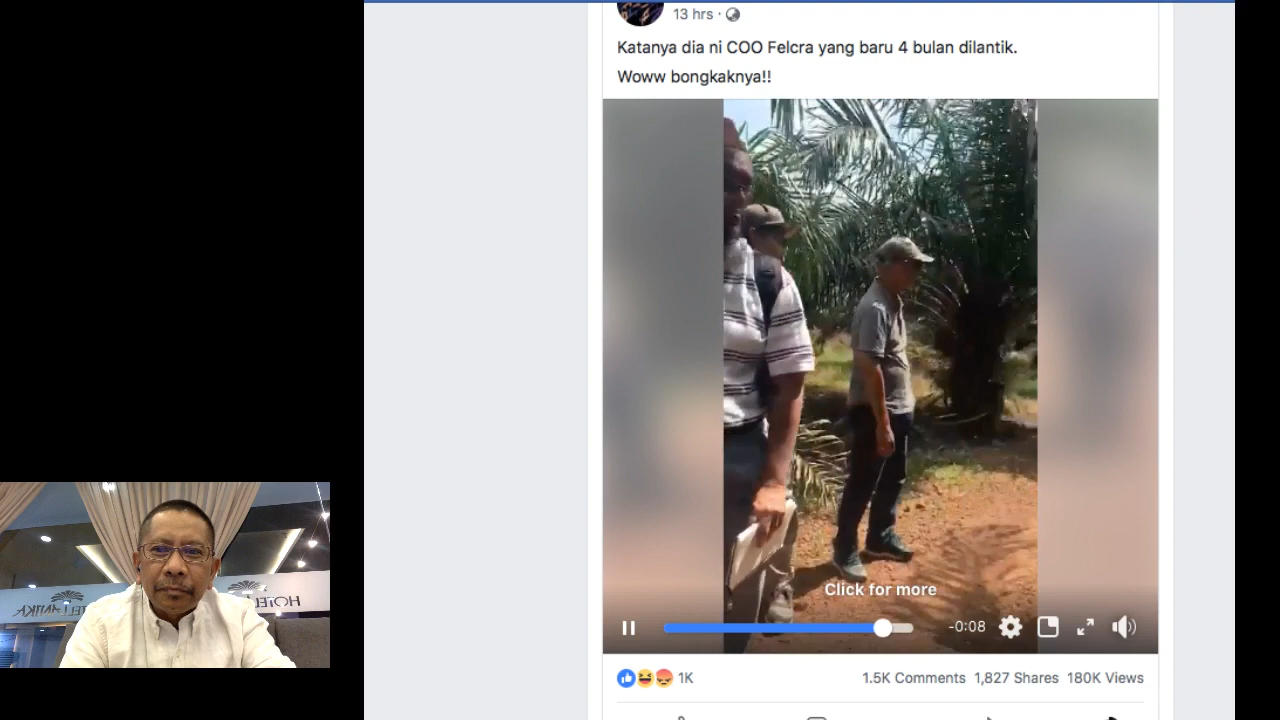 13 hrs ·
Katanya dia ni COO Felcra yang baru 4 bulan dilantik.
Woww bongkaknya!!
Click for more
-0:08
1K
1.5K Comments 1,827 Shares 180K Views
HOTEL